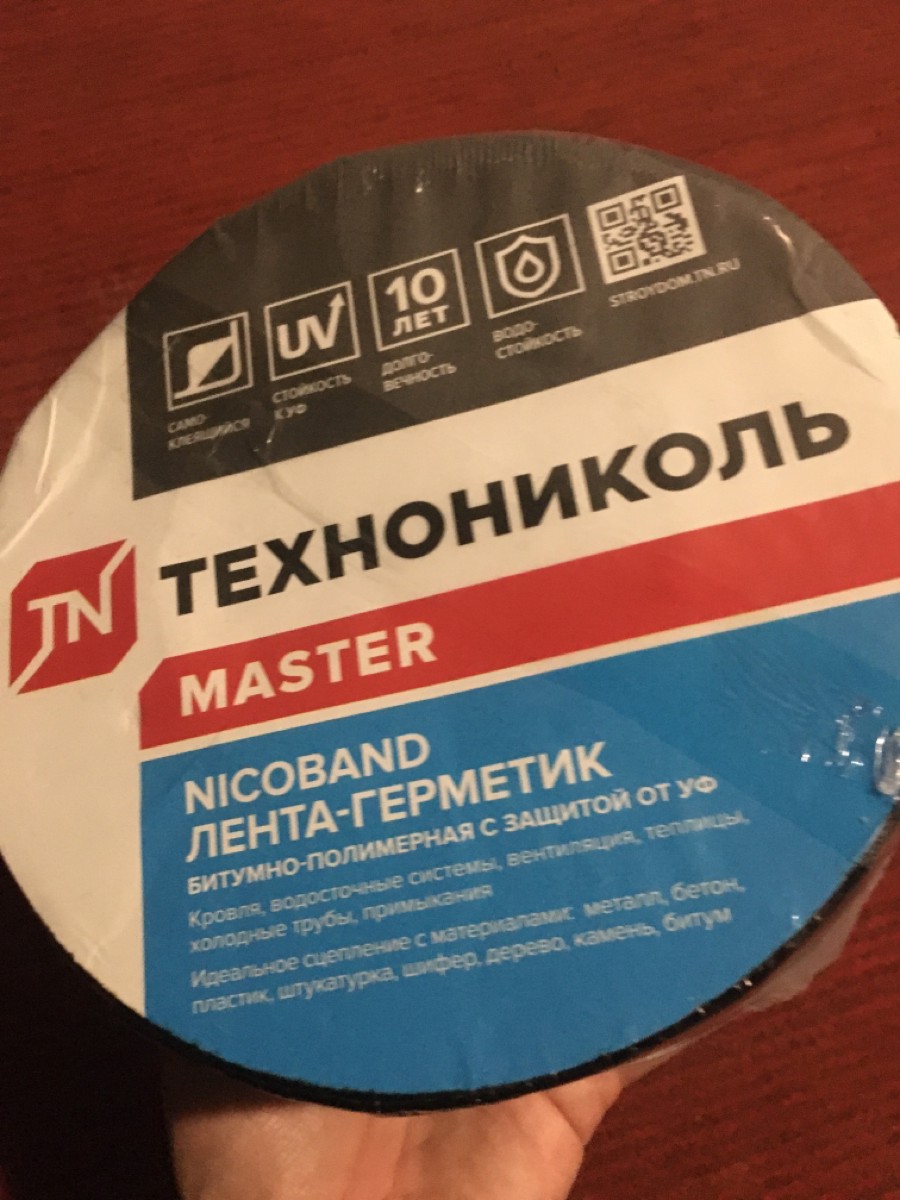 САМО-
КЛЕЯЩИЙСЯ
UV
СТОЙКОСТЬ
К УФ
10
ЛЕТ
ДОЛГО-
ВЕЧНОСТЬ
ВОДО-
СТОЙКОСТЬ
STROYDOM.TN.RU
TN
ТЕХНОНИКОЛЬ
MASTER
NICOBAND
ЛЕНТА-ГЕРМЕТИК
БИТУМНО-ПОЛИМЕРНАЯ С ЗАЩИТОЙ ОТ УФ
Кровля, водосточные системы, вентиляция, теплицы,
холодные трубы, примыкания
Идеальное сцепление с материалами: металл, бетон,
пластик, штукатурка, шифер, дерево, камень, битум